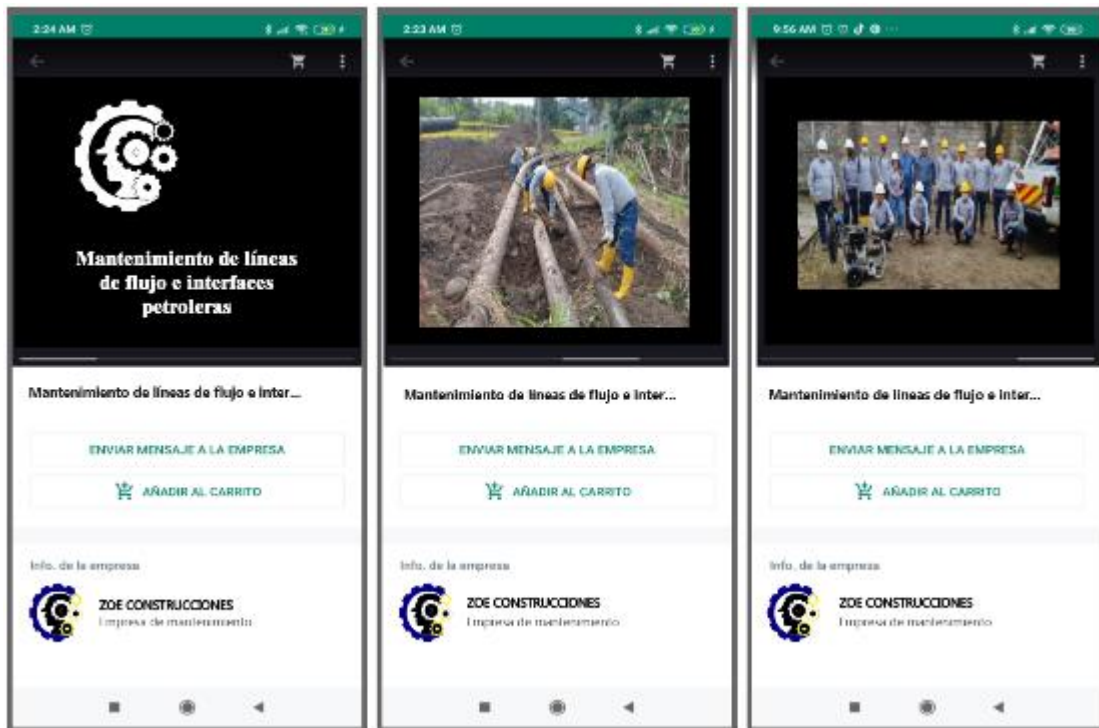 2:24 AM
Mantenimiento de líneas
de flujo e interfaces
petroleras
Mantenimiento de líneas de flujo e inter...
ENVIAR MENSAJE A LA EMPRESA
AÑADIR AL CARRITO
Info. de la empresa
ZOE CONSTRUCCIONES
Empresa de mantenimiento
2:23 AM
Mantenimiento de líneas de flujo e inter...
ENVIAR MENSAJE A LA EMPRESA
AÑADIR AL CARRITO
Info. de la empresa
ZOE CONSTRUCCIONES
Empresa de mantenimiento
9:56 AM
Mantenimiento de líneas de flujo e inter...
ENVIAR MENSAJE A LA EMPRESA
AÑADIR AL CARRITO
Info. de la empresa
ZOE CONSTRUCCIONES
Empresa de mantenimiento